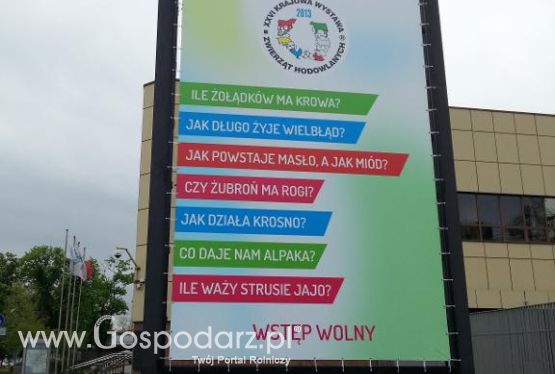 XXVI KRAJOWA WYSTAWA
2013
ZWIERZĄT HODOWLANYCH
ILE ŻOŁĄDKÓW MA KROWA?
JAK DŁUGO ŻYJE WIELBŁĄD?
JAK POWSTAJE MASŁO, A JAK MIÓD?
CZY ŻUBROŃ MA ROGI?
JAK DZIAŁA KROSNO?
CO DAJE NAM ALPAKA?
ILE WAŻY STRUSIE JAJO?
WSTĘP WOLNY
www.Gospodarz.pl
Twój Portal Rolniczy